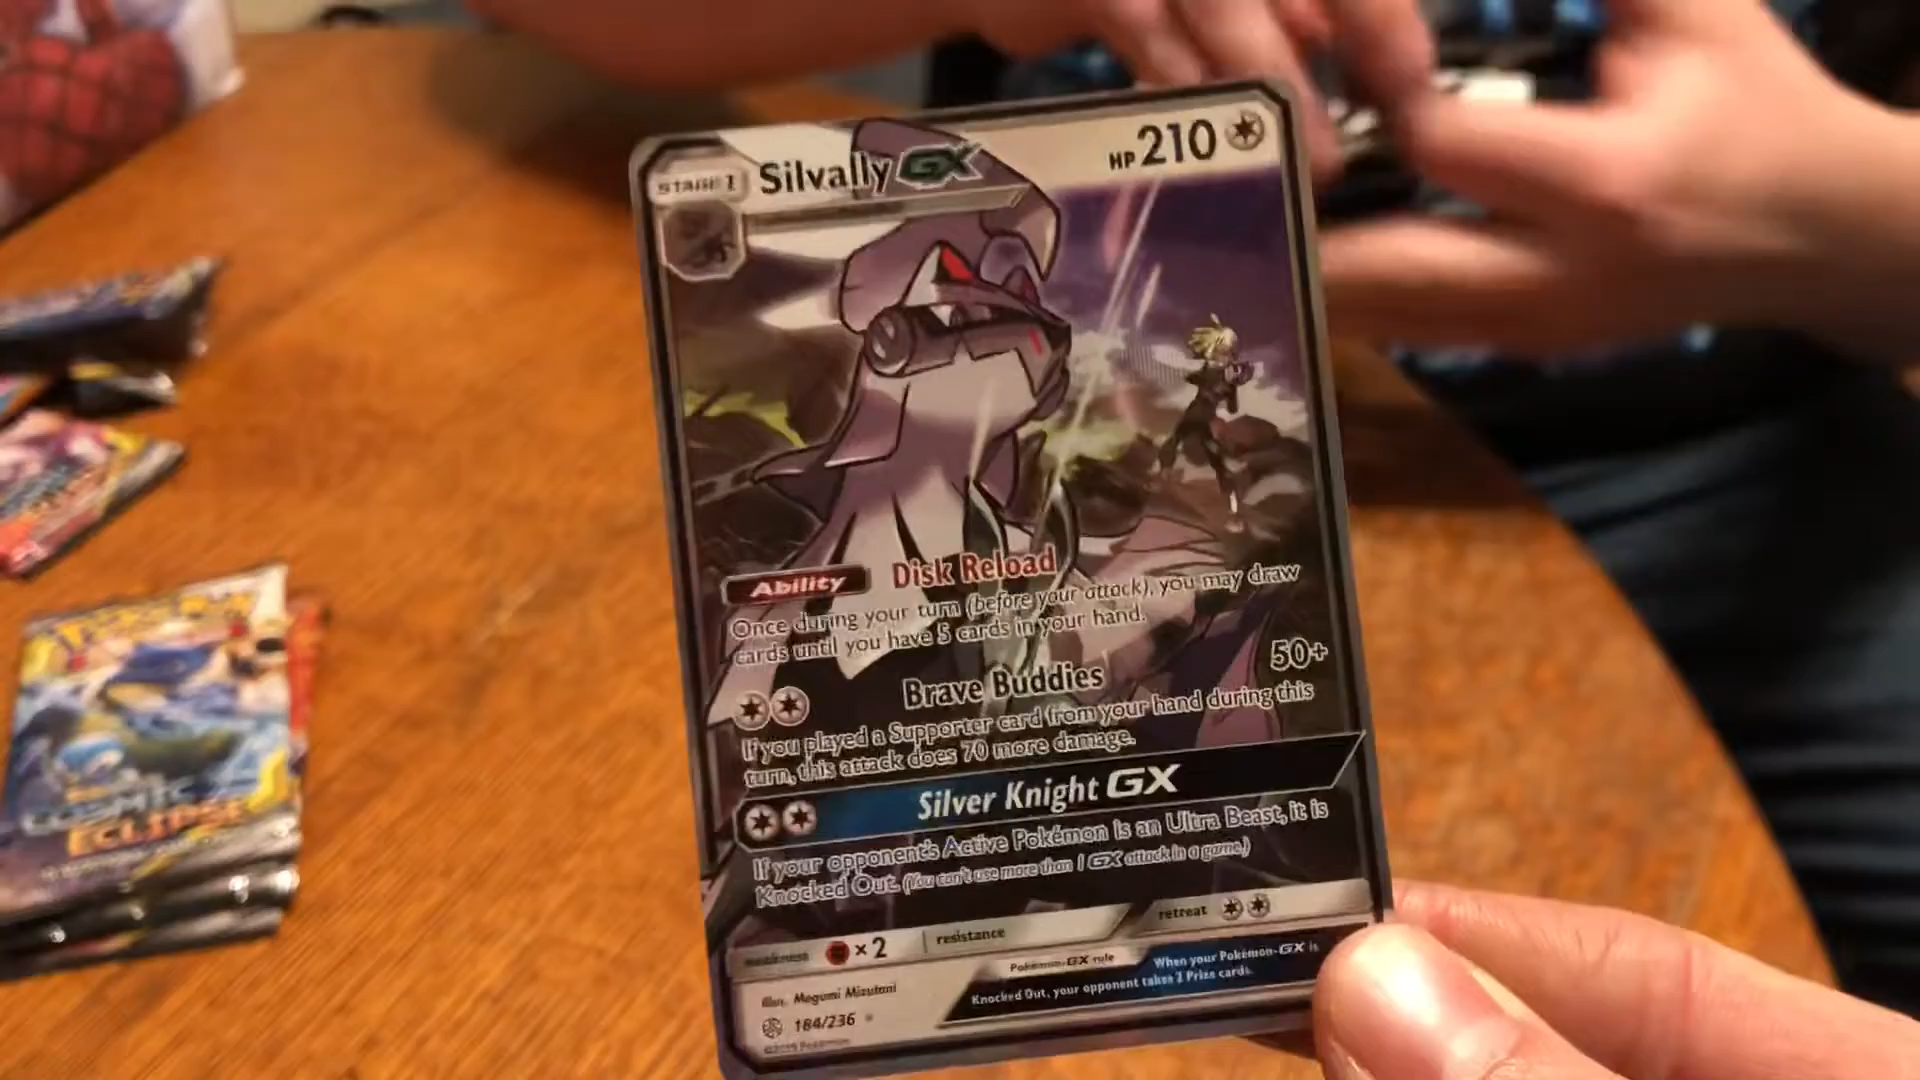 STAGE 1 Silvally GX HP 210
Ability Disk Reload
Once during your turn (before your attack), you may draw
cards until you have 5 cards in your hand.
Brave Buddies 50+
If you played a Supporter card from your hand during this
turn, this attack does 70 more damage.
Silver Knight GX
If your opponent's Active Pokémon is an Ultra Beast, it is
Knocked Out. (You can't use more than 1 GX attack in a game.)
weakness ×2 resistance retreat
Pokémon-GX rule When your Pokémon-GX is
Knocked Out, your opponent takes 2 Prize cards.
Illus. Megumi Mizutani
184/236
©2019 Pokémon
COSMIC
ECLIPSE